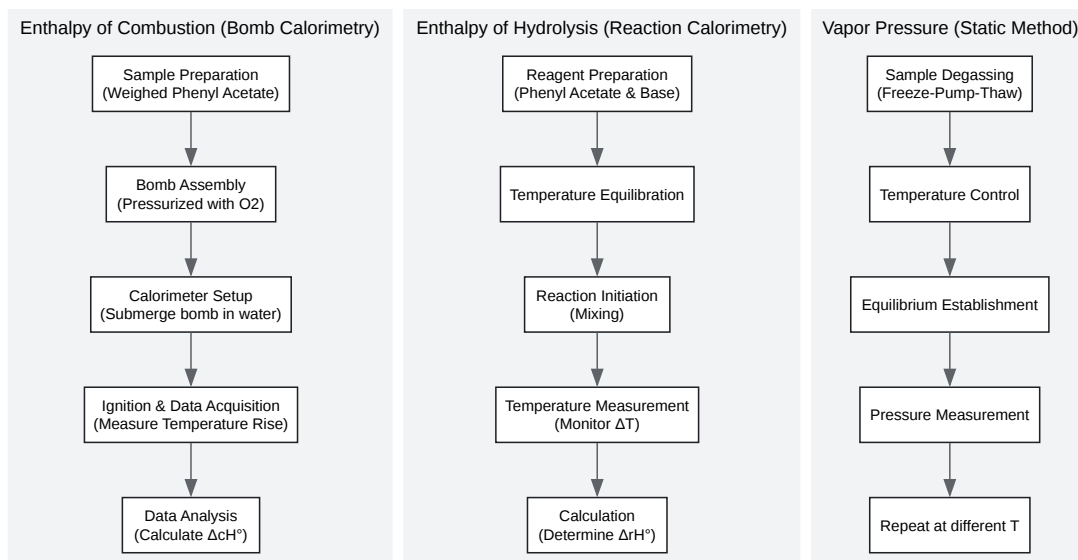 Enthalpy of Combustion (Bomb Calorimetry)
Sample Preparation
(Weighed Phenyl Acetate)
Bomb Assembly
(Pressurized with O2)
Calorimeter Setup
(Submerge bomb in water)
Ignition & Data Acquisition
(Measure Temperature Rise)
Data Analysis
(Calculate ΔcH°)
Enthalpy of Hydrolysis (Reaction Calorimetry)
Reagent Preparation
(Phenyl Acetate & Base)
Temperature Equilibration
Reaction Initiation
(Mixing)
Temperature Measurement
(Monitor ΔT)
Calculation
(Determine ΔrH°)
Vapor Pressure (Static Method)
Sample Degassing
(Freeze-Pump-Thaw)
Temperature Control
Equilibrium Establishment
Pressure Measurement
Repeat at different T